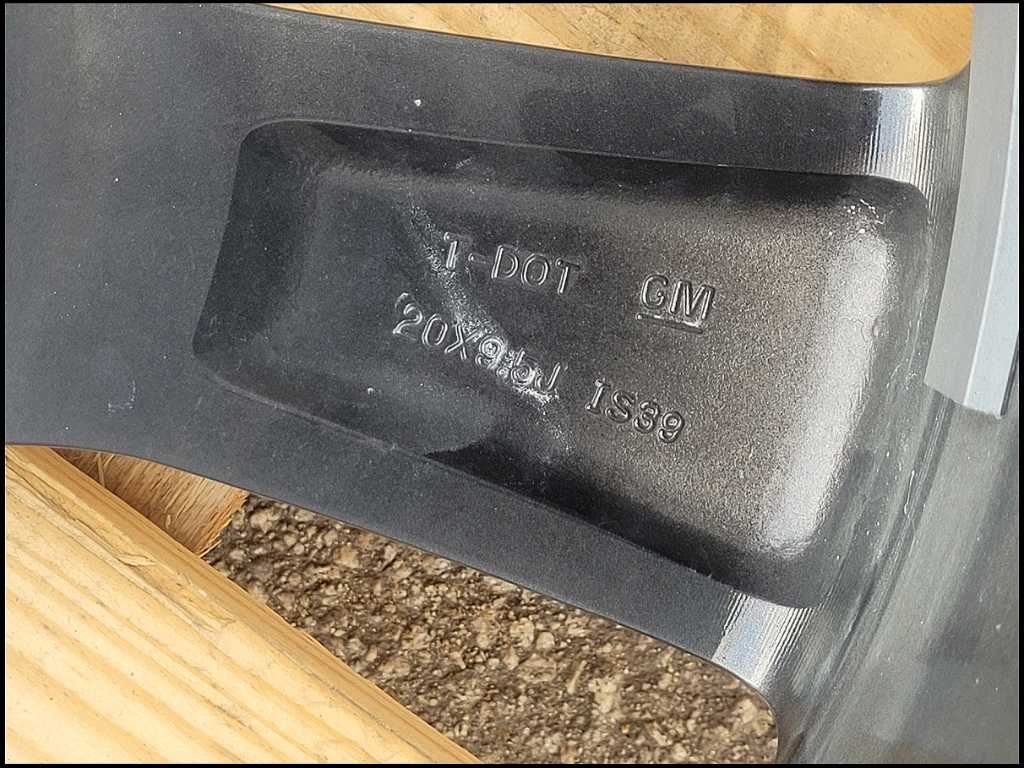 T-DOT GM
20X9.5J IS39